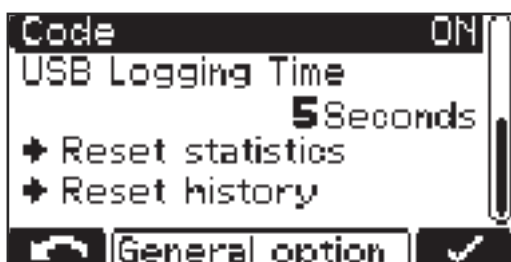 Code ON
USB Logging Time
5 Seconds
Reset statistics
Reset history
General option